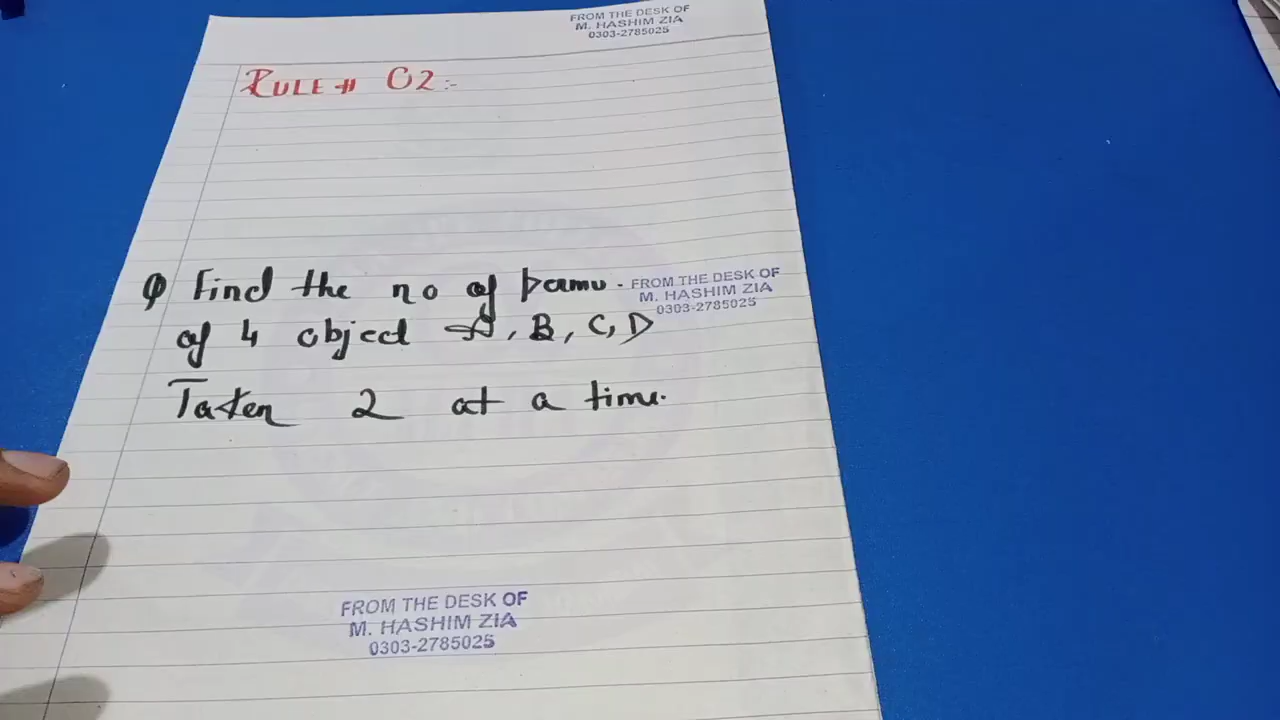 FROM THE DESK OF
M. HASHIM ZIA
0303-2785025
RULE # 02:-
Q Find the no of Permu.
of 4 object A, B, C, D
Taken 2 at a time.
FROM THE DESK OF
M. HASHIM ZIA
0303-2785025
FROM THE DESK OF
M. HASHIM ZIA
0303-2785025